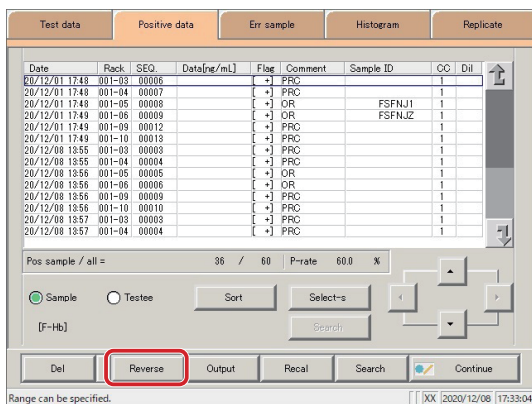 Test data Positive data Err sample Histogram Replicate
Date Rack SEQ. Data[ng/mL] Flag Comment Sample ID CC Dil
20/12/01 17:48 001-03 00006 [ +] PRC 1
20/12/01 17:48 001-04 00007 [ +] PRC 1
20/12/01 17:48 001-05 00008 [ +] OR FSFNJ1 1
20/12/01 17:49 001-06 00009 [ +] OR FSFNJZ 1
20/12/01 17:49 001-09 00012 [ +] PRC 1
20/12/01 17:49 001-10 00013 [ +] PRC 1
20/12/08 13:55 001-03 00003 [ +] PRC 1
20/12/08 13:55 001-04 00004 [ +] PRC 1
20/12/08 13:56 001-05 00005 [ +] OR 1
20/12/08 13:56 001-06 00006 [ +] OR 1
20/12/08 13:56 001-09 00009 [ +] PRC 1
20/12/08 13:56 001-10 00010 [ +] PRC 1
20/12/08 13:57 001-03 00003 [ +] PRC 1
20/12/08 13:57 001-04 00004 [ +] PRC 1
Pos sample / all = 36 / 60 P-rate 60.0 %
Sample Testee Sort Select-s
[F-Hb] Search
Del Reverse Output Recal Search Continue
Range can be specified. [ [ XX 2020/12/08 17:33:04